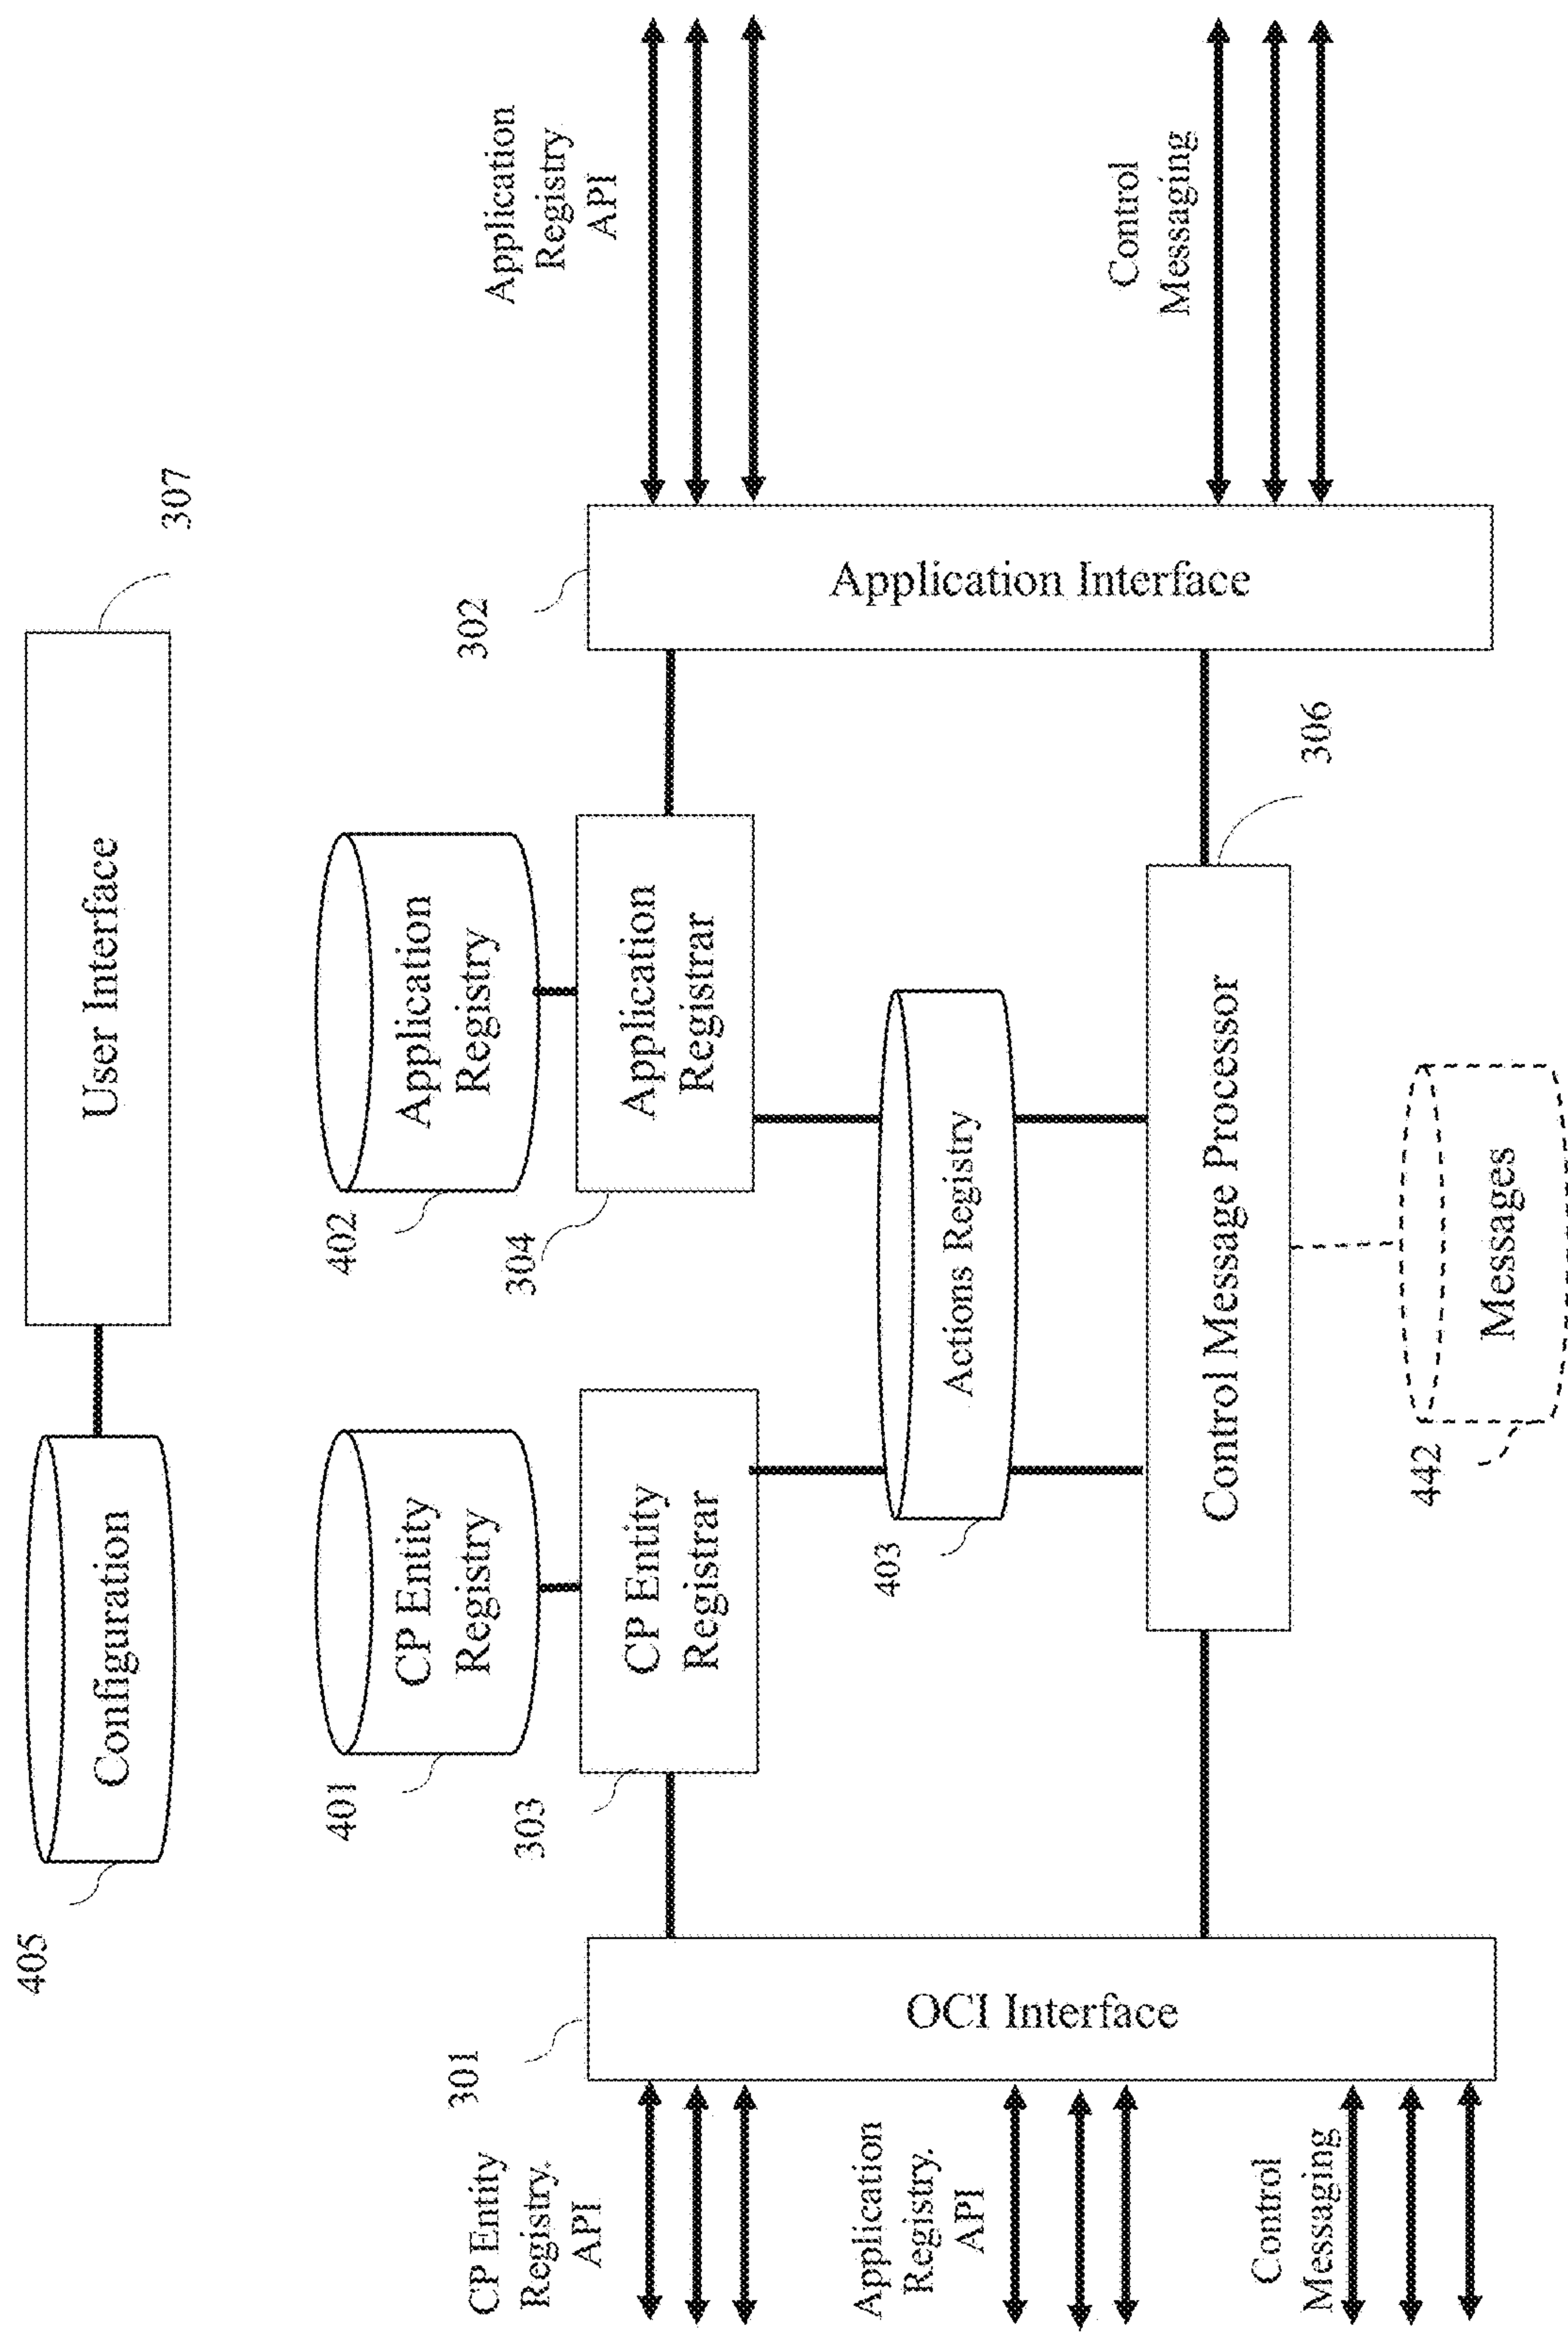 405
Configuration
User Interface
307
401
CP Entity
Registry
402
Application
Registry
301
303
CP Entity
Registrar
304
Application
Registrar
302
CP Entity
Registry.
API
Application
Registry
API
Application
Registry.
API
403
Actions Registry
OCI Interface
Application Interface
Control
Messaging
Control Message Processor
306
Control
Messaging
442
Messages